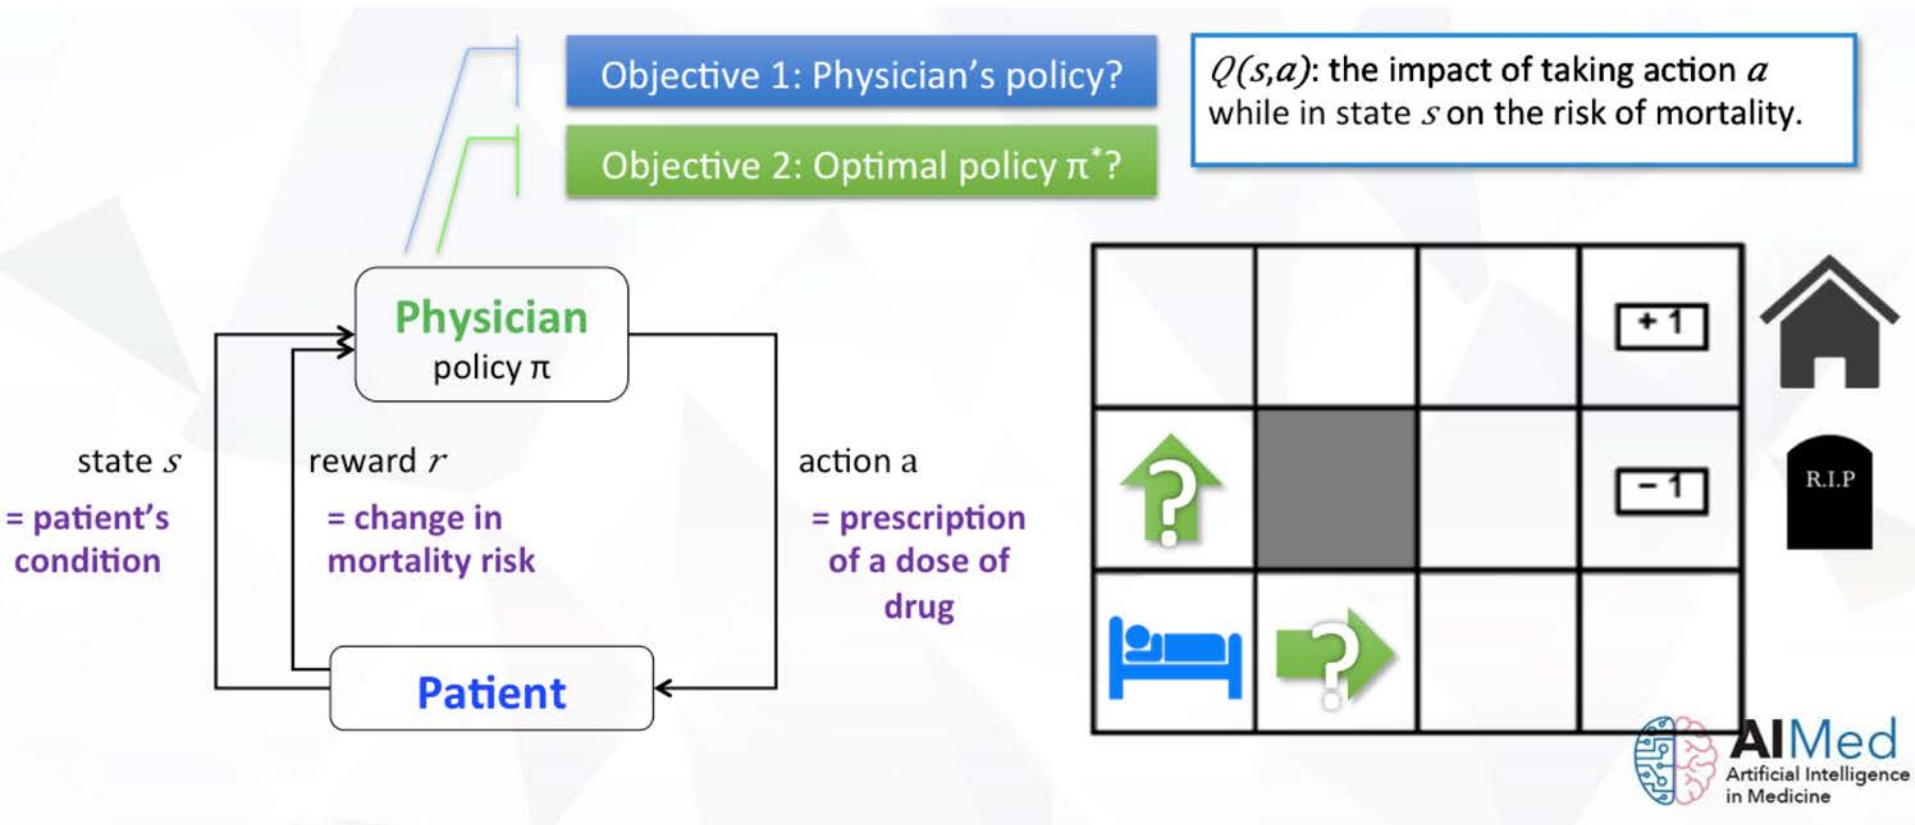 Objective 1: Physician's policy?
Objective 2: Optimal policy π*?
Q(s,a): the impact of taking action a
while in state s on the risk of mortality.
Physician
policy π
state s
= patient's
condition
reward r
= change in
mortality risk
action a
= prescription
of a dose of
drug
Patient
+ 1
- 1
R.I.P
?
?
AIMed
Artificial Intelligence
in Medicine